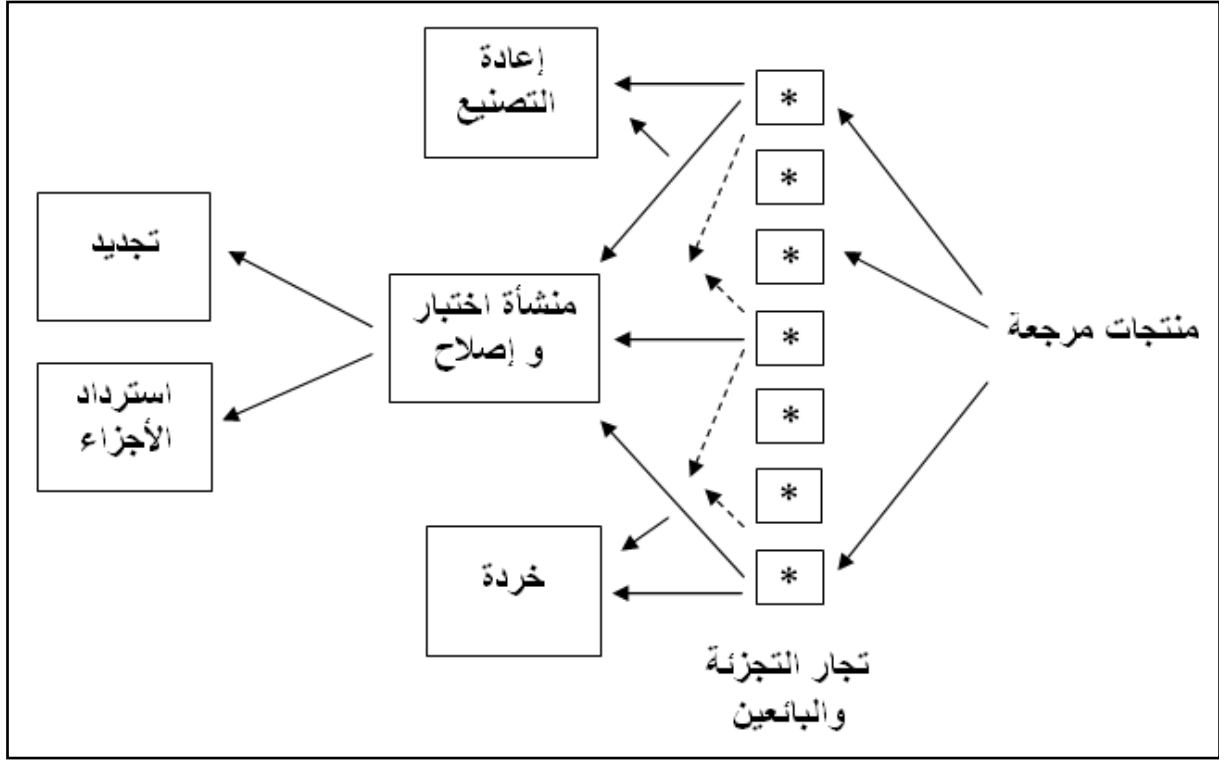 إعادة
التصنيع
*
*
*
*
*
*
*
منتجات مرجعة
تجديد
منشأة اختبار
و إصلاح
استرداد
الأجزاء
خردة
تجار التجزئة
والبائعين